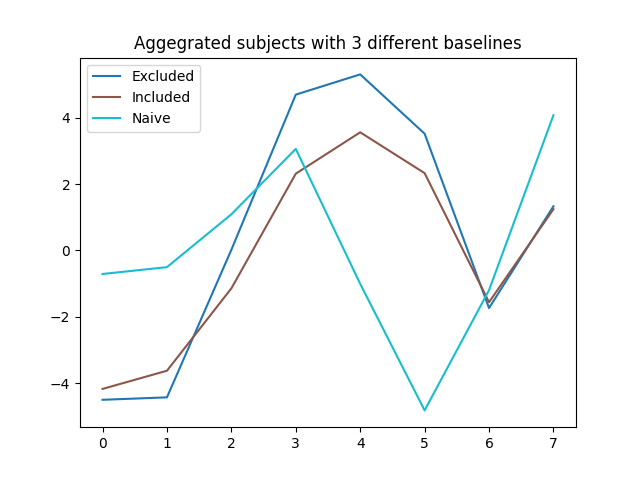 Aggegrated subjects with 3 different baselines
Excluded
Included
Naive
4
2
0
−2
−4
0 1 2 3 4 5 6 7